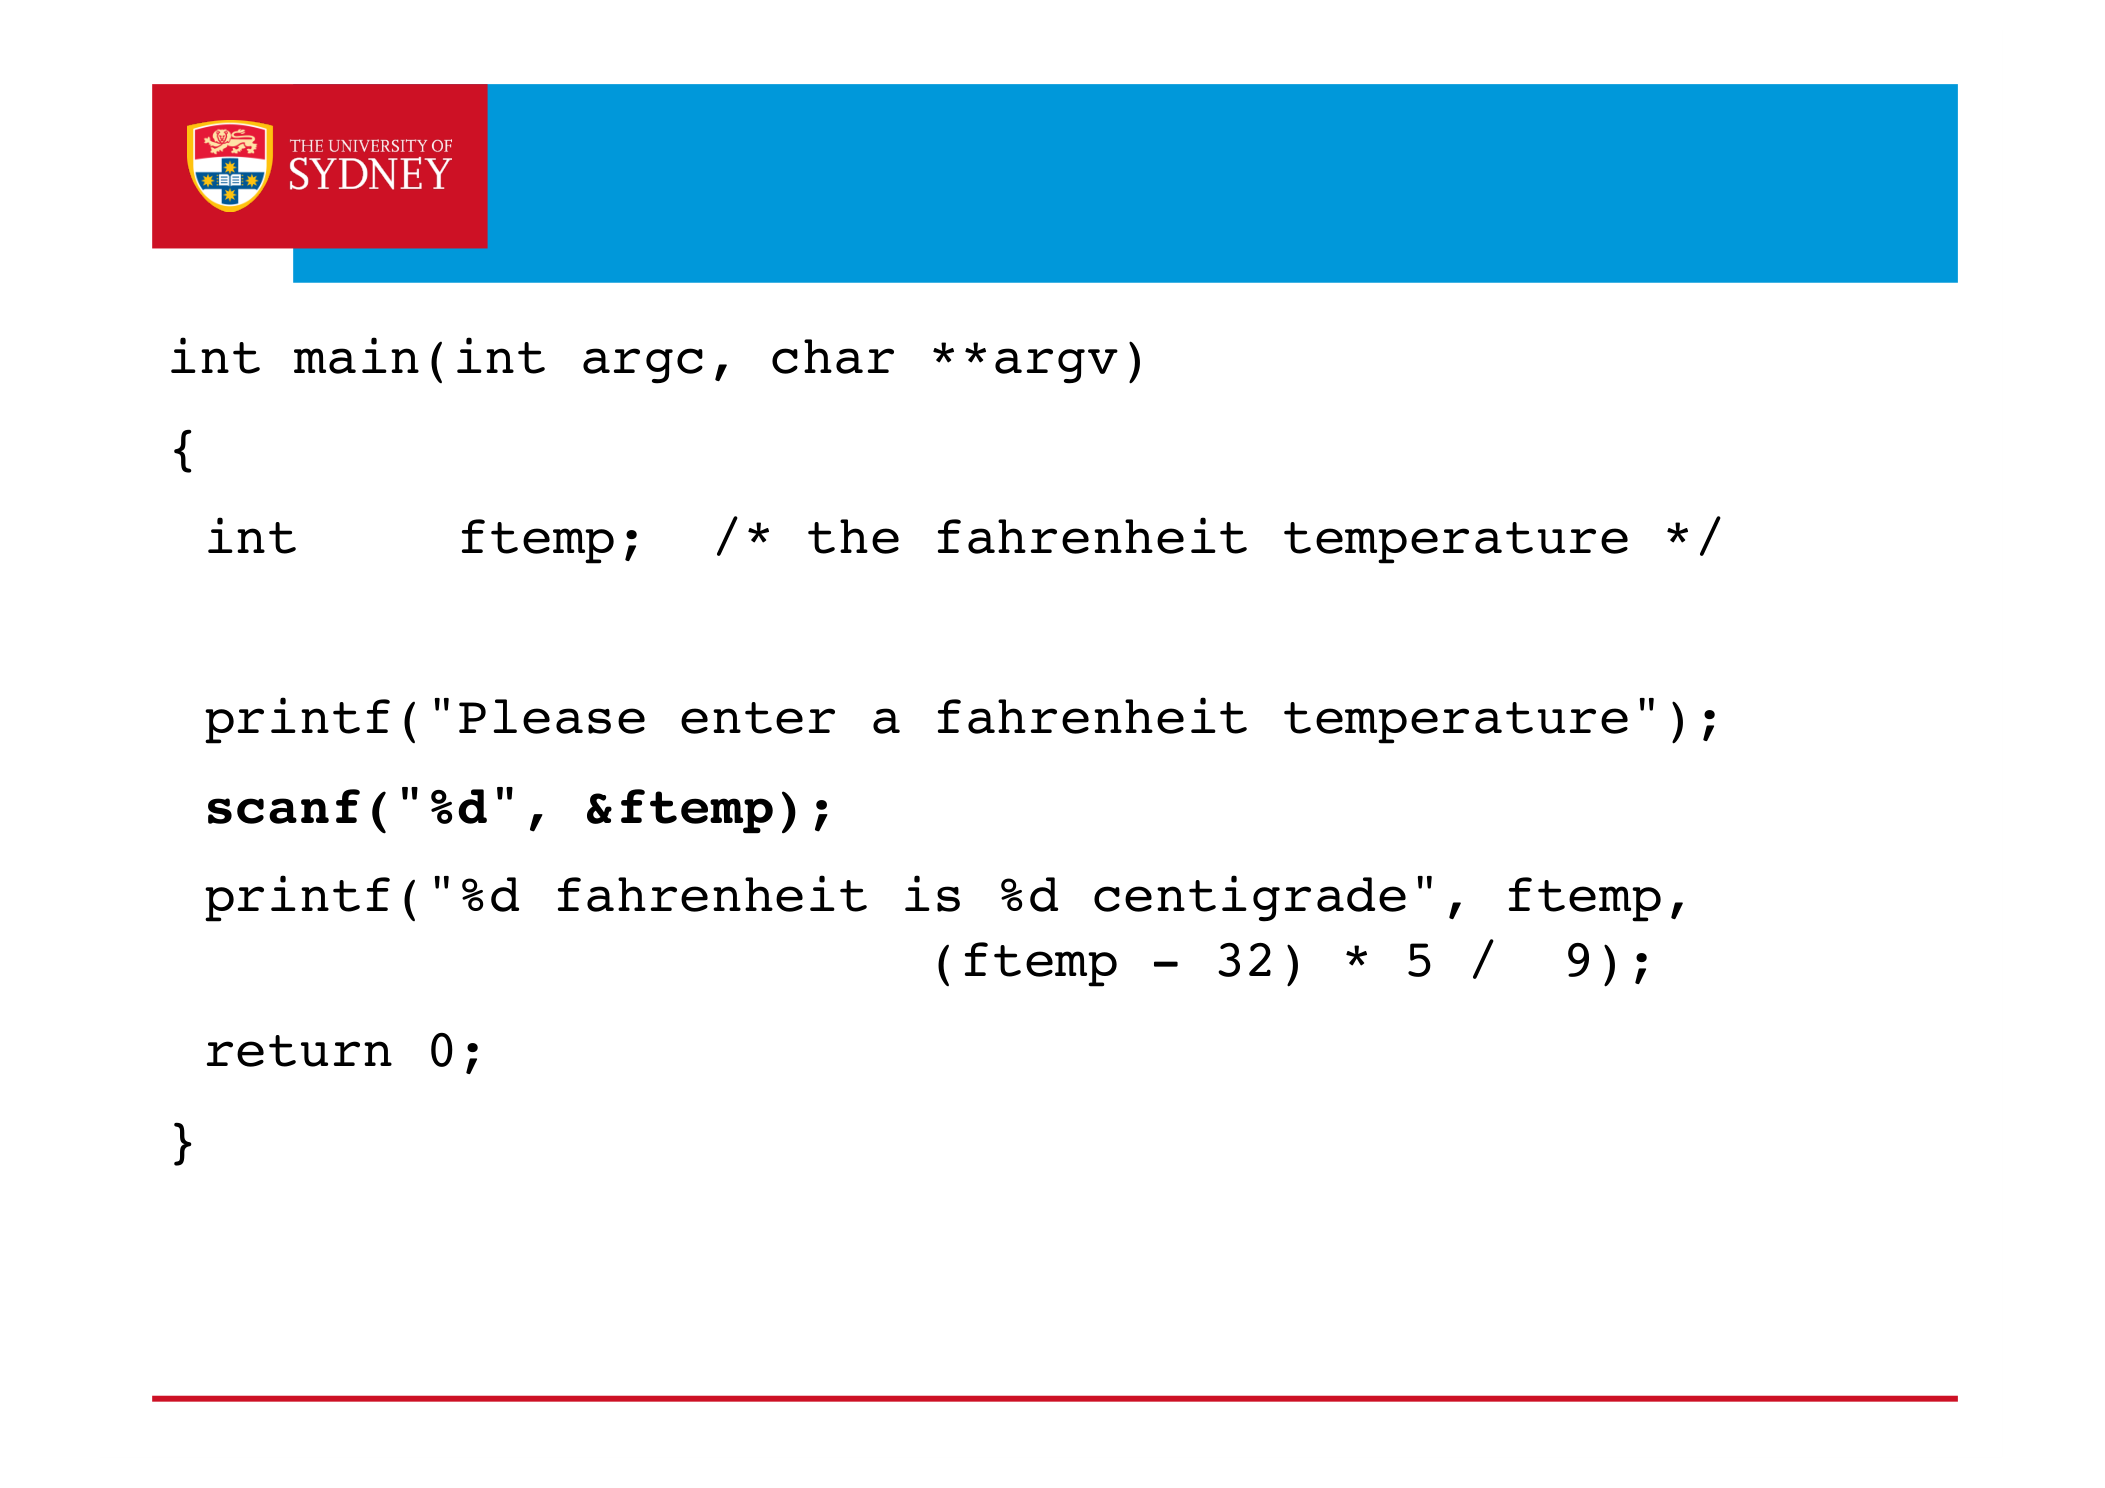 THE UNIVERSITY OF
SYDNEY
int main(int argc, char **argv)
{
int ftemp; /* the fahrenheit temperature */
printf("Please enter a fahrenheit temperature");
scanf("%d", &ftemp);
printf("%d fahrenheit is %d centigrade", ftemp,
(ftemp - 32) * 5 / 9);
return 0;
}